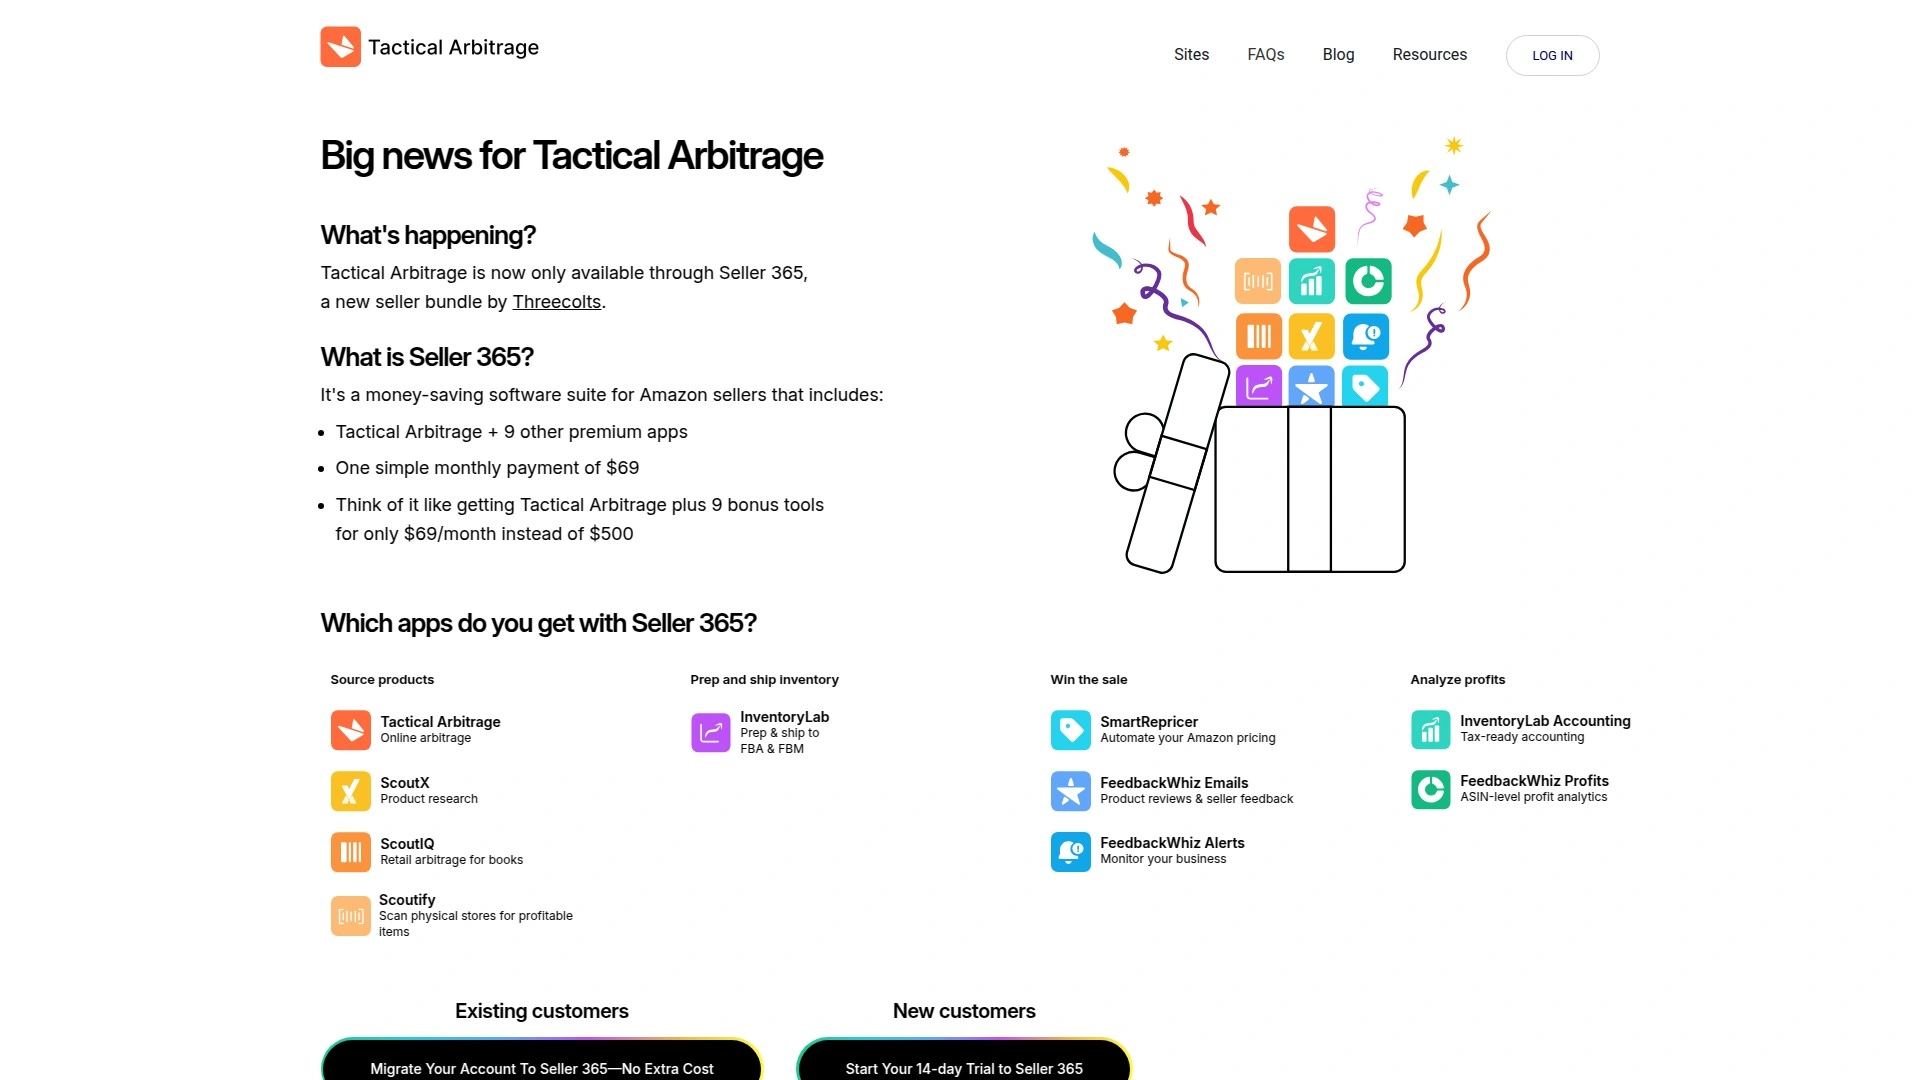 Tactical Arbitrage
Sites
FAQs
Blog
Resources
LOG IN
Big news for Tactical Arbitrage
What's happening?
Tactical Arbitrage is now only available through Seller 365,
a new seller bundle by Threecolts.
What is Seller 365?
It's a money-saving software suite for Amazon sellers that includes:
Tactical Arbitrage + 9 other premium apps
One simple monthly payment of $69
Think of it like getting Tactical Arbitrage plus 9 bonus tools
for only $69/month instead of $500
Which apps do you get with Seller 365?
Source products
Tactical Arbitrage
Online arbitrage
ScoutX
Product research
ScoutIQ
Retail arbitrage for books
Scoutify
Scan physical stores for profitable
items
Prep and ship inventory
InventoryLab
Prep & ship to
FBA & FBM
Win the sale
SmartRepricer
Automate your Amazon pricing
FeedbackWhiz Emails
Product reviews & seller feedback
FeedbackWhiz Alerts
Monitor your business
Analyze profits
InventoryLab Accounting
Tax-ready accounting
FeedbackWhiz Profits
ASIN-level profit analytics
Existing customers
Migrate Your Account To Seller 365—No Extra Cost
New customers
Start Your 14-day Trial to Seller 365